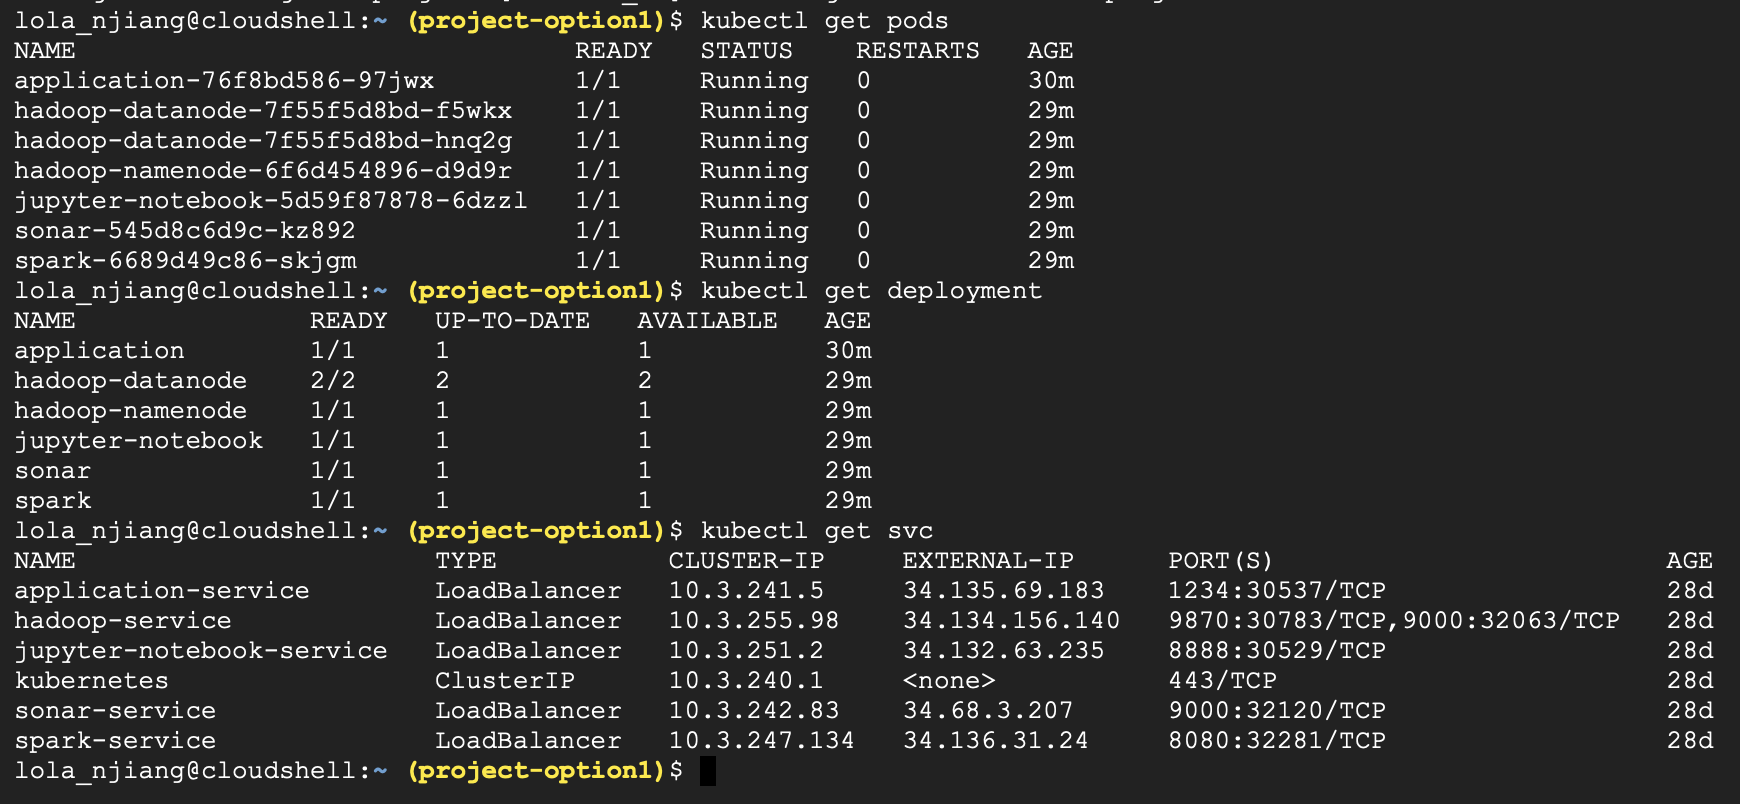 lola_njiang@cloudshell:~ (project-option1)$ kubectl get pods
NAME READY STATUS RESTARTS AGE
application-76f8bd586-97jwx 1/1 Running 0 30m
hadoop-datanode-7f55f5d8bd-f5wkx 1/1 Running 0 29m
hadoop-datanode-7f55f5d8bd-hnq2g 1/1 Running 0 29m
hadoop-namenode-6f6d454896-d9d9r 1/1 Running 0 29m
jupyter-notebook-5d59f87878-6dzzl 1/1 Running 0 29m
sonar-545d8c6d9c-kz892 1/1 Running 0 29m
spark-6689d49c86-skjgm 1/1 Running 0 29m
lola_njiang@cloudshell:~ (project-option1)$ kubectl get deployment
NAME READY UP-TO-DATE AVAILABLE AGE
application 1/1 1 1 30m
hadoop-datanode 2/2 2 2 29m
hadoop-namenode 1/1 1 1 29m
jupyter-notebook 1/1 1 1 29m
sonar 1/1 1 1 29m
spark 1/1 1 1 29m
lola_njiang@cloudshell:~ (project-option1)$ kubectl get svc
NAME TYPE CLUSTER-IP EXTERNAL-IP PORT(S) AGE
application-service LoadBalancer 10.3.241.5 34.135.69.183 1234:30537/TCP 28d
hadoop-service LoadBalancer 10.3.255.98 34.134.156.140 9870:30783/TCP,9000:32063/TCP 28d
jupyter-notebook-service LoadBalancer 10.3.251.2 34.132.63.235 8888:30529/TCP 28d
kubernetes ClusterIP 10.3.240.1 <none> 443/TCP 28d
sonar-service LoadBalancer 10.3.242.83 34.68.3.207 9000:32120/TCP 28d
spark-service LoadBalancer 10.3.247.134 34.136.31.24 8080:32281/TCP 28d
lola_njiang@cloudshell:~ (project-option1)$